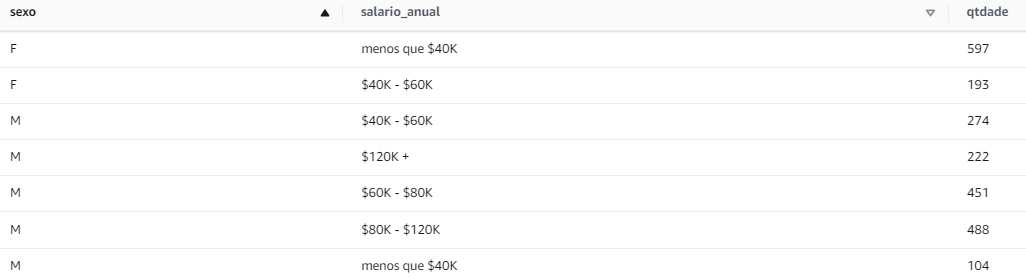 sexo salario_anual qtdade
F menos que $40K 597
F $40K - $60K 193
M $40K - $60K 274
M $120K + 222
M $60K - $80K 451
M $80K - $120K 488
M menos que $40K 104